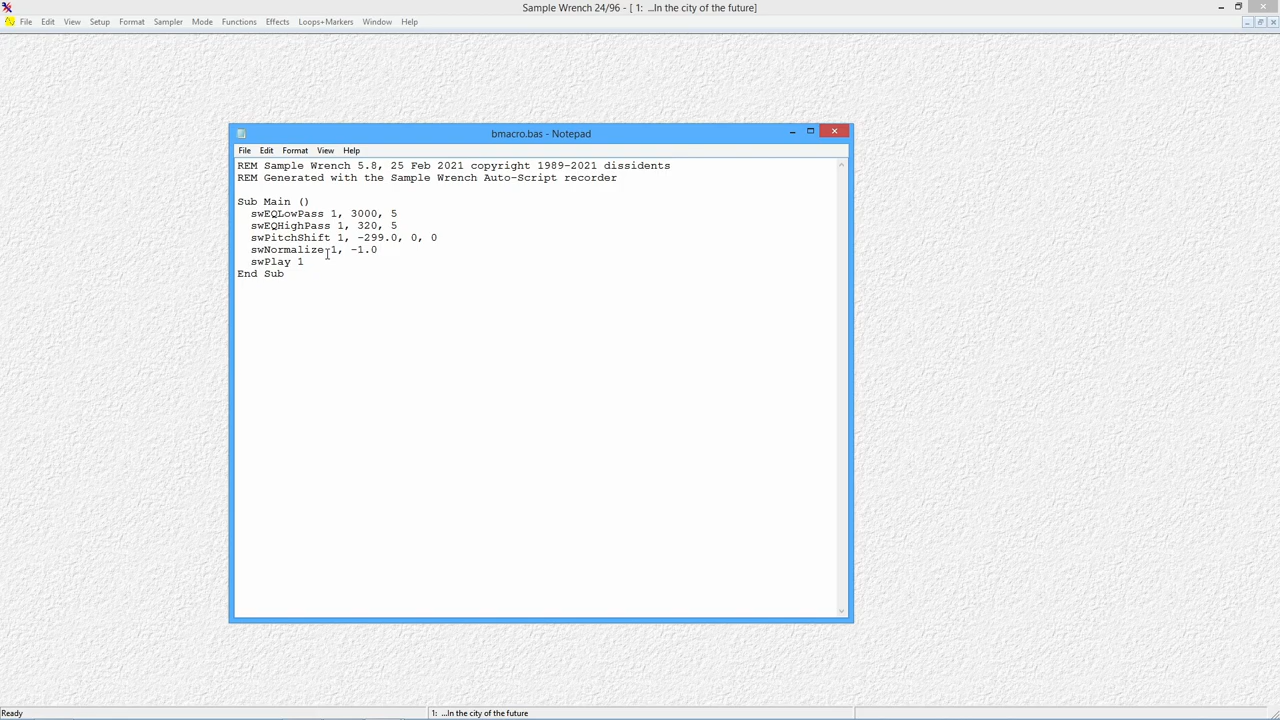 Sample Wrench 24/96 - [ 1:  ...In the city of the future]
File Edit View Setup Format Sampler Mode Functions Effects Loops+Markers Window Help
bmacro.bas - Notepad
File Edit Format View Help
REM Sample Wrench 5.8, 25 Feb 2021 copyright 1989-2021 dissidents
REM Generated with the Sample Wrench Auto-Script recorder
Sub Main ()
swEQLowPass 1, 3000, 5
swEQHighPass 1, 320, 5
swPitchShift 1, -299.0, 0, 0
swNormalize 1, -1.0
swPlay 1
End Sub
Ready
1:  ...In the city of the future